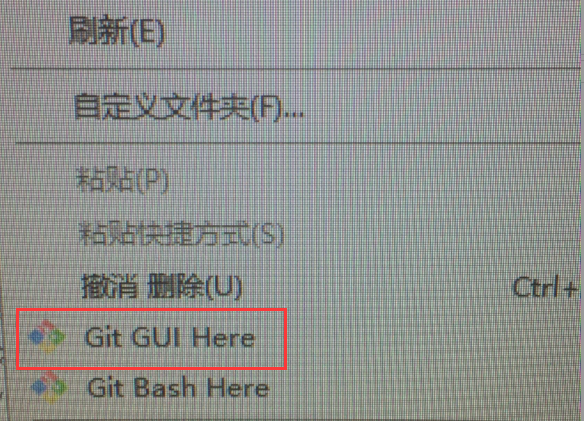 刷新(E)
自定义文件夹(F)...
粘贴(P)
粘贴快捷方式(S)
撤消 删除(U) Ctrl+
Git GUI Here
Git Bash Here